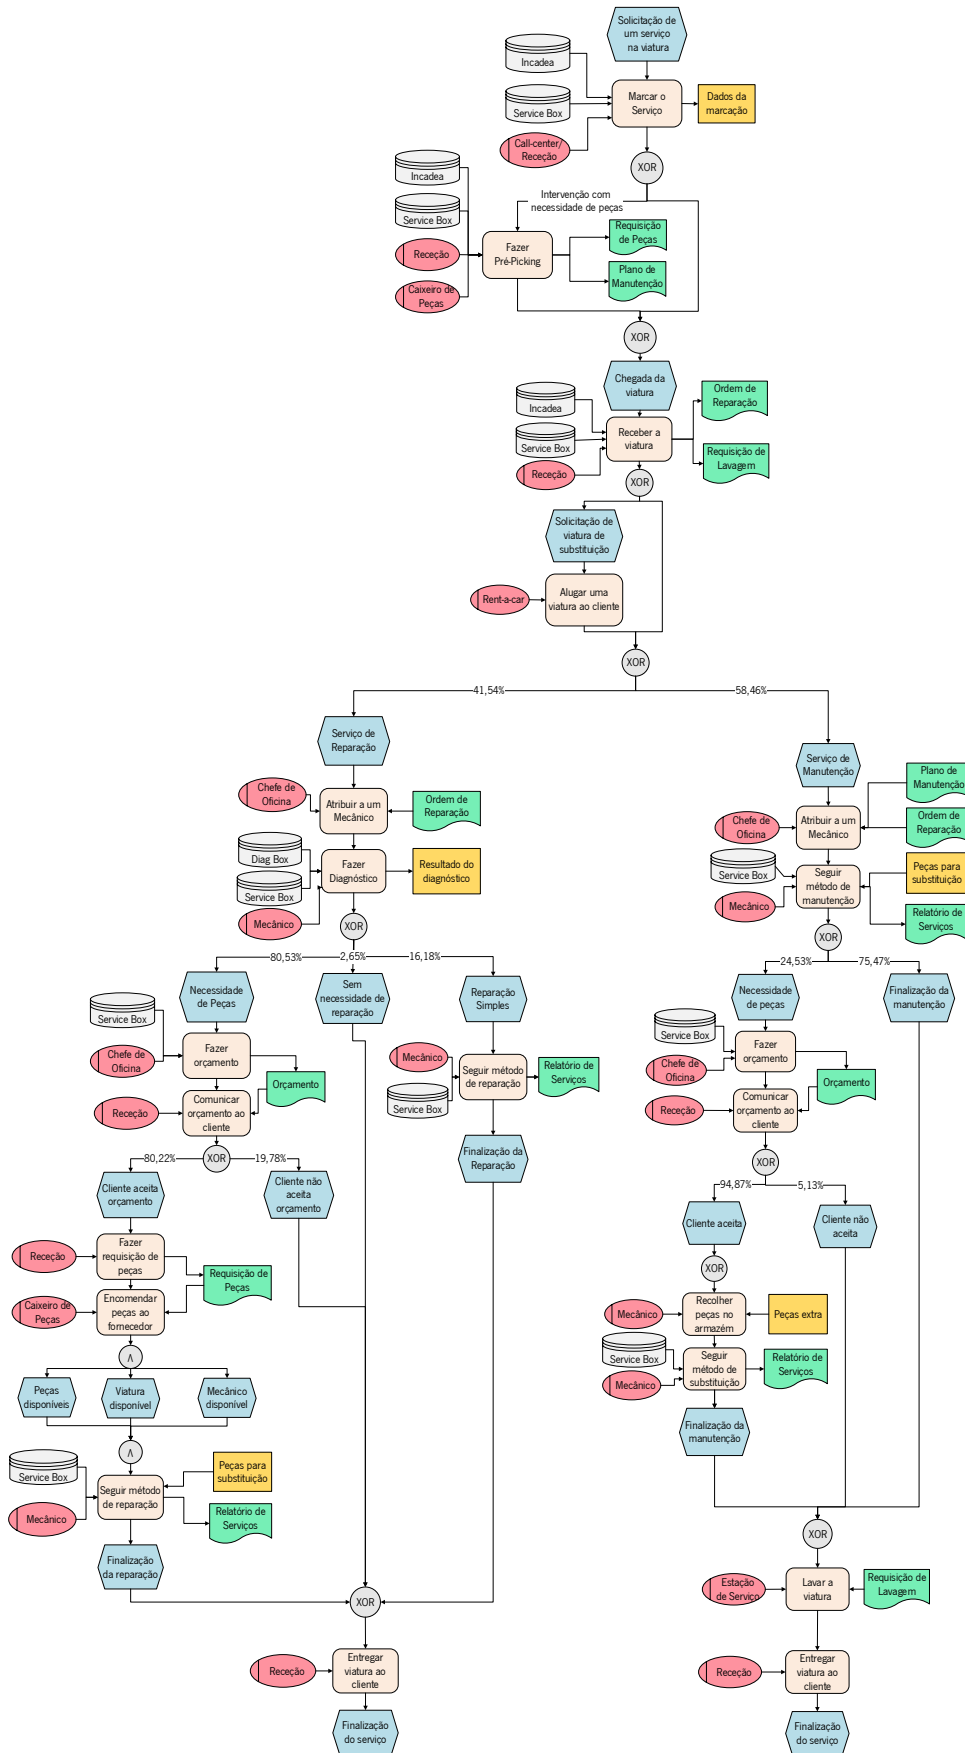 Solicitação de
um serviço
na viatura
Incadea
Service Box
Marcar o
Serviço
Dados da
marcação
Call-center/
Receção
XOR
Incadea
Intervenção com
necessidade de peças
Service Box
Requisição
de Peças
Receção
Fazer
Pré-Picking
Plano de
Manutenção
Caixeiro de
Peças
XOR
Chegada da
viatura
Incadea
Ordem de
Reparação
Service Box
Receber a
viatura
Requisição de
Lavagem
Receção
XOR
Solicitação de
viatura de
substituição
Rent-a-car
Alugar uma
viatura ao cliente
XOR
41,54%
58,46%
Serviço de
Reparação
Serviço de
Manutenção
Plano de
Manutenção
Chefe de
Oficina
Atribuir a um
Mecânico
Ordem de
Reparação
Chefe de
Oficina
Atribuir a um
Mecânico
Ordem de
Reparação
Diag Box
Service Box
Fazer
Diagnóstico
Resultado do
diagnóstico
Service Box
Seguir
método de
manutenção
Peças para
substituição
Mecânico
Mecânico
Relatório de
Serviços
XOR
XOR
80,53%
2,65%
16,18%
24,53%
75,47%
Necessidade
de Peças
Sem
necessidade de
reparação
Reparação
Simples
Necessidade
de peças
Finalização da
manutenção
Service Box
Chefe de
Oficina
Fazer
orçamento
Orçamento
Mecânico
Service Box
Seguir método
de reparação
Relatório de
Serviços
Service Box
Chefe de
Oficina
Fazer
orçamento
Orçamento
Receção
Comunicar
orçamento ao
cliente
Receção
Comunicar
orçamento ao
cliente
XOR
80,22%
19,78%
Finalização da
Reparação
XOR
94,87%
5,13%
Cliente aceita
orçamento
Cliente não
aceita
orçamento
Cliente aceita
Cliente não
aceita
Receção
Fazer
requisição de
peças
Requisição de
Peças
XOR
Caixeiro de
Peças
Encomendar
peças ao
fornecedor
Mecânico
Recolher
peças no
armazém
Peças extra
Λ
Service Box
Mecânico
Seguir
método de
substituição
Relatório de
Serviços
Peças
disponíveis
Viatura
disponível
Mecânico
disponível
Finalização da
manutenção
Λ
Service Box
Seguir método
de reparação
Peças para
substituição
Mecânico
Relatório de
Serviços
XOR
Finalização
da reparação
Estação
de Serviço
Lavar a
viatura
Requisição de
Lavagem
XOR
Receção
Entregar
viatura ao
cliente
Receção
Entregar
viatura ao
cliente
Finalização
do serviço
Finalização
do serviço